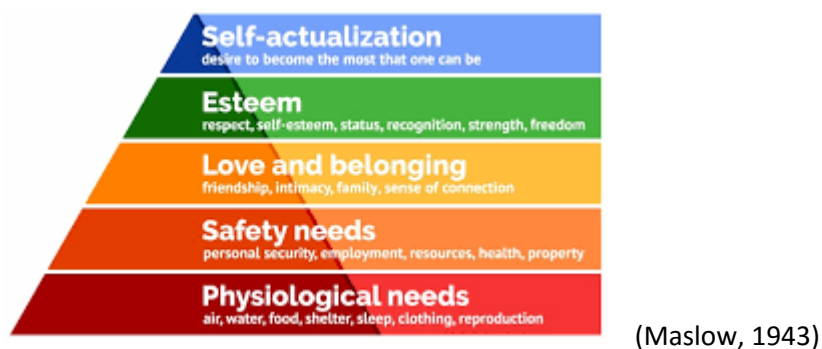 Self-actualization
desire to become the most that one can be
Esteem
respect, self-esteem, status, recognition, strength, freedom
Love and belonging
friendship, intimacy, family, sense of connection
Safety needs
personal security, employment, resources, health, property
Physiological needs
air, water, food, shelter, sleep, clothing, reproduction
(Maslow, 1943)